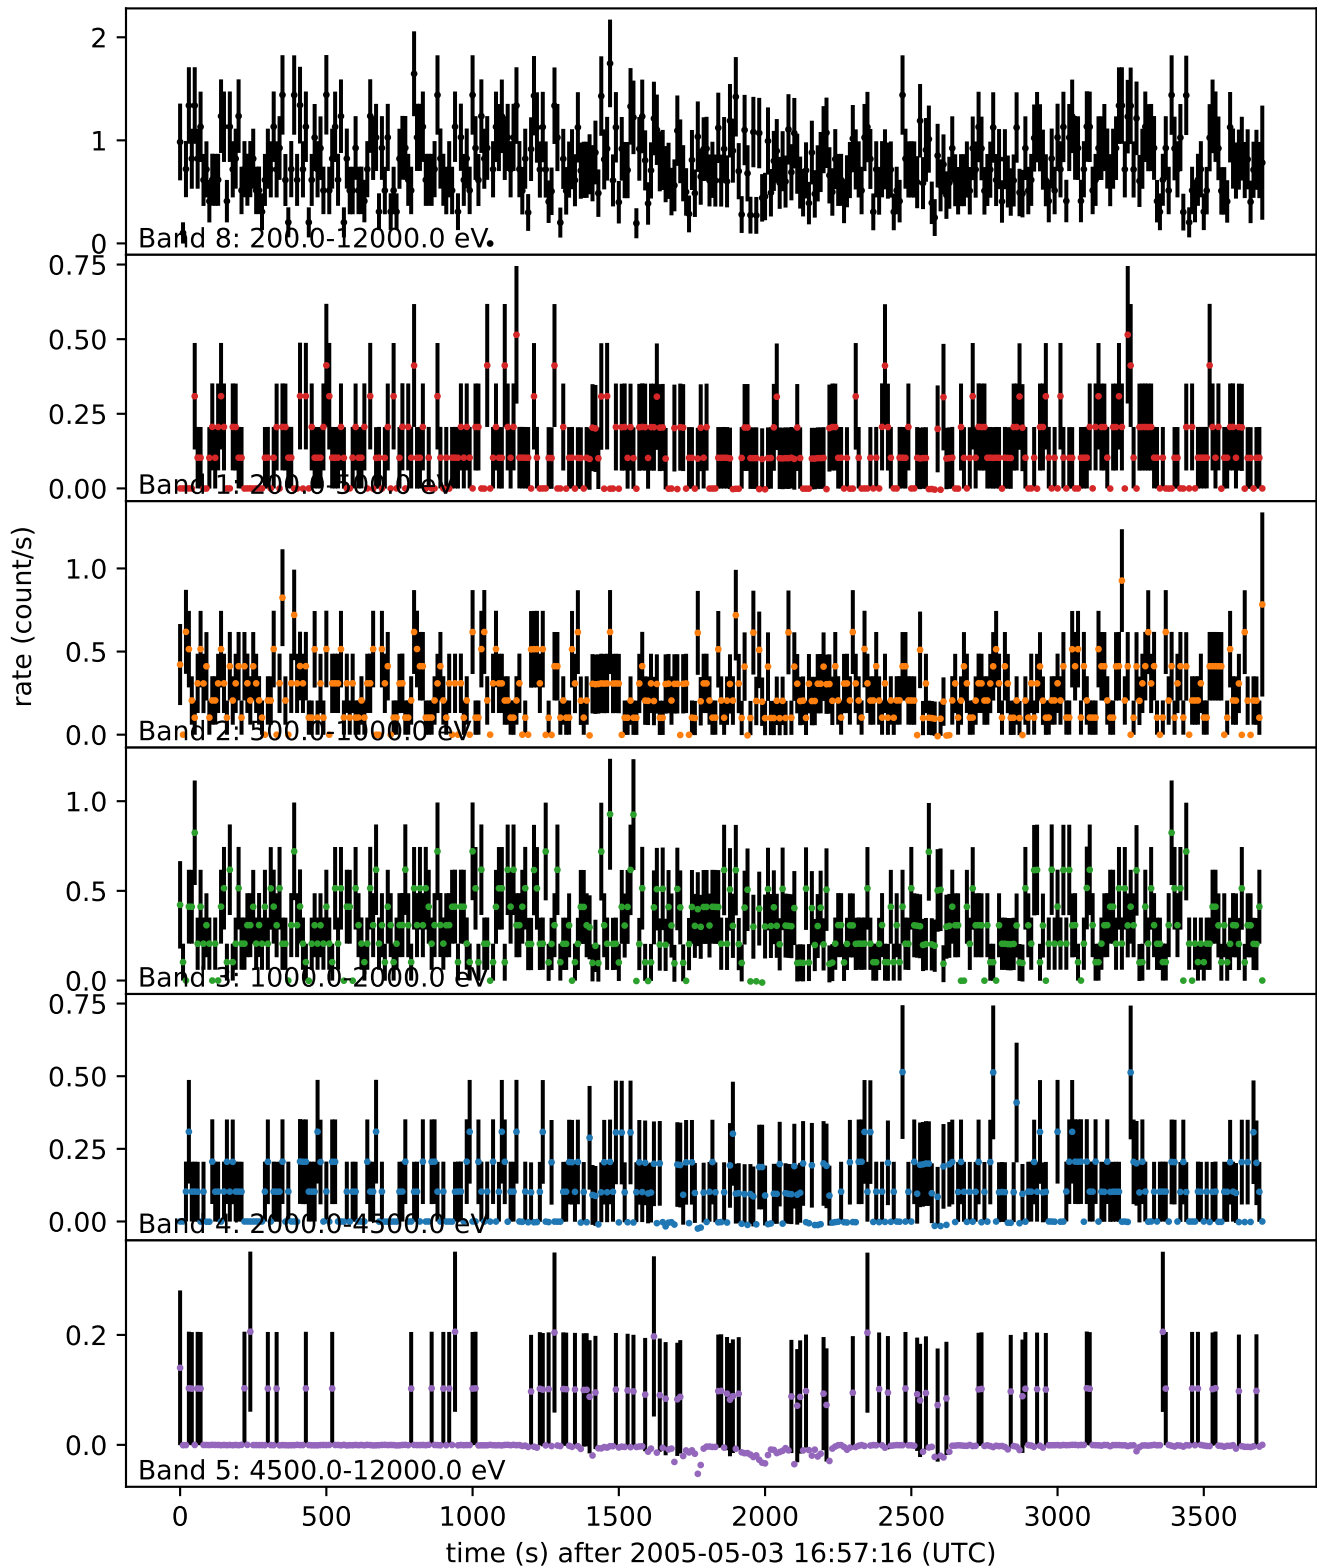 2
1
0
Band 8: 200.0-12000.0 eV
0.75
0.50
0.25
0.00
Band 1: 200.0-500.0 eV
1.0
0.5
0.0
Band 2: 500.0-1000.0 eV
rate (count/s)
1.0
0.5
0.0
Band 3: 1000.0-2000.0 eV
0.75
0.50
0.25
0.00
Band 4: 2000.0-4500.0 eV
0.2
0.0
Band 5: 4500.0-12000.0 eV
0 500 1000 1500 2000 2500 3000 3500
time (s) after 2005-05-03 16:57:16 (UTC)